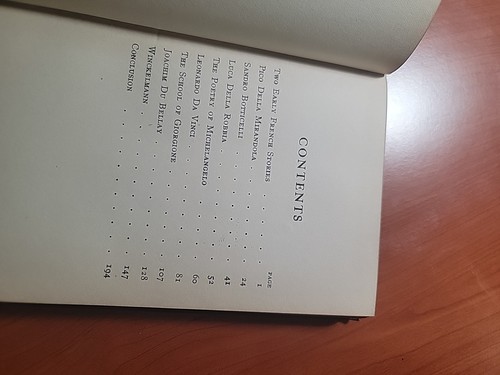 CONTENTS
PAGE
Two Early French Stories . . . . . 1
Pico Della Mirandola . . . . . . 24
Sandro Botticelli . . . . . . 41
Luca Della Robbia . . . . . . 52
The Poetry of Michelangelo . . . . . 60
Leonardo Da Vinci . . . . . . 81
The School of Giorgione . . . . . . 107
Joachim Du Bellay . . . . . . 128
Winckelmann . . . . . . . 147
Conclusion . . . . . . . . 194